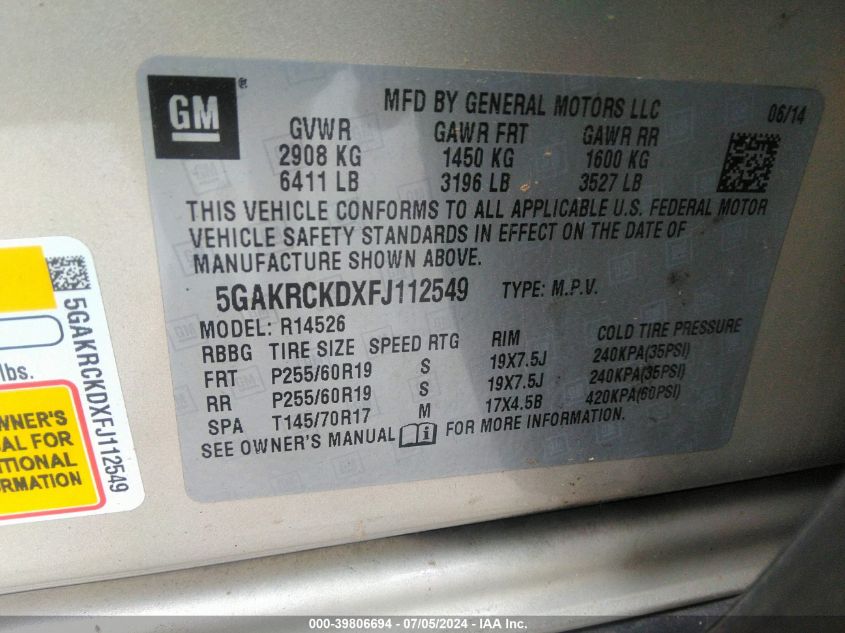 GM ®
MFD BY GENERAL MOTORS LLC 06/14
GVWR GAWR FRT GAWR RR
2908 KG 1450 KG 1600 KG
6411 LB 3196 LB 3527 LB
THIS VEHICLE CONFORMS TO ALL APPLICABLE U.S. FEDERAL MOTOR
VEHICLE SAFETY STANDARDS IN EFFECT ON THE DATE OF
MANUFACTURE SHOWN ABOVE.
5GAKRCKDXFJ112549 TYPE: M.P.V.
MODEL: R14526
RBBG TIRE SIZE SPEED RTG RIM COLD TIRE PRESSURE
FRT P255/60R19 S 19X7.5J 240KPA(35PSI)
RR P255/60R19 S 19X7.5J 240KPA(35PSI)
SPA T145/70R17 M 17X4.5B 420KPA(60PSI)
SEE OWNER'S MANUAL FOR MORE INFORMATION.
5GAKRCKDXFJ112549
lbs.
OWNER'S
FOR
RMATION
000-39806694 - 07/05/2024 - IAA Inc.